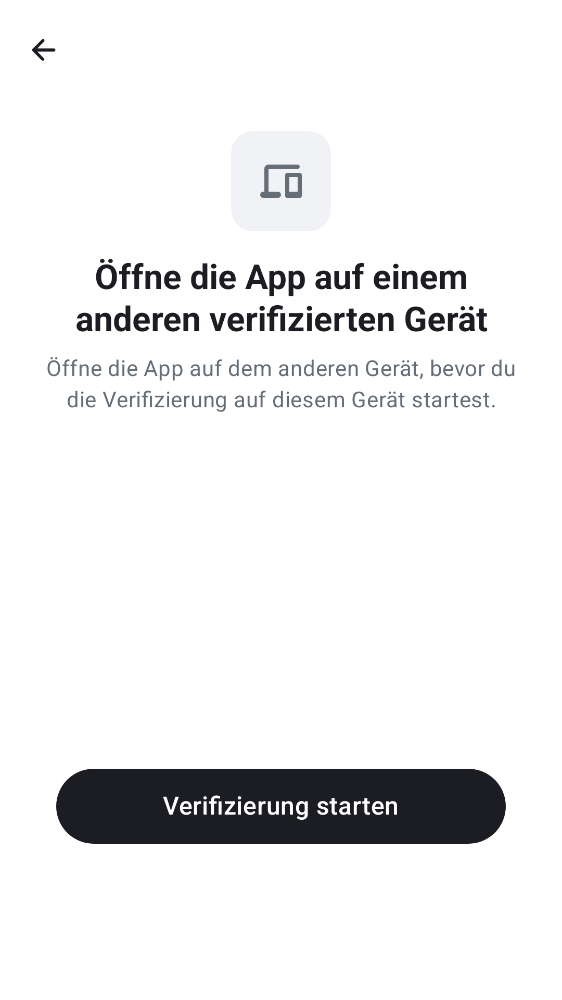 Öffne die App auf einem
anderen verifizierten Gerät
Öffne die App auf dem anderen Gerät, bevor du
die Verifizierung auf diesem Gerät startest.
Verifizierung starten